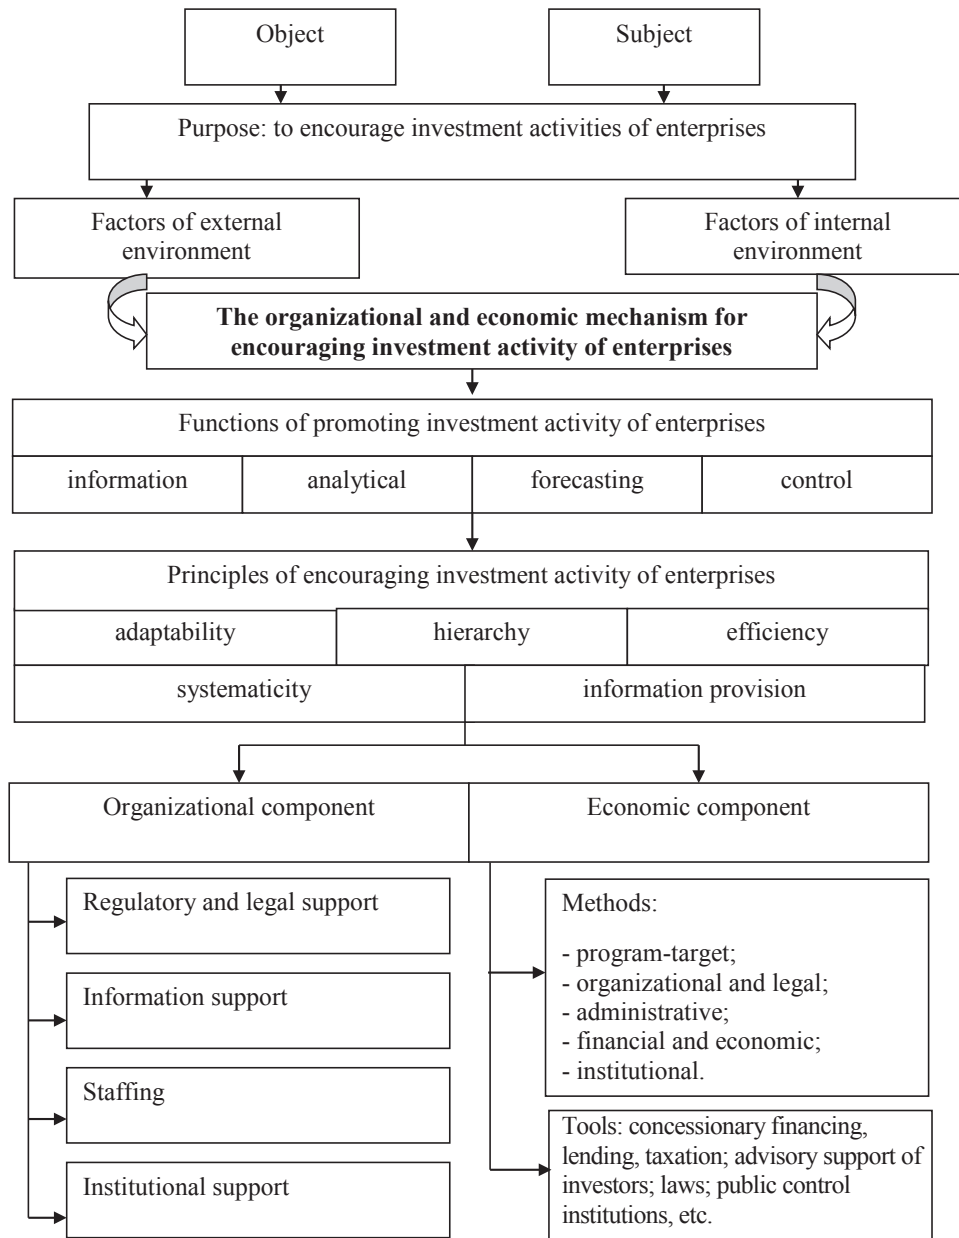 Object
Subject
Purpose: to encourage investment activities of enterprises
Factors of external
environment
Factors of internal
environment
The organizational and economic mechanism for
encouraging investment activity of enterprises
Functions of promoting investment activity of enterprises
information
analytical
forecasting
control
Principles of encouraging investment activity of enterprises
adaptability
hierarchy
efficiency
systematicity
information provision
Organizational component
Economic component
Regulatory and legal support
Information support
Staffing
Institutional support
Methods:
- program-target;
- organizational and legal;
- administrative;
- financial and economic;
- institutional.
Tools: concessionary financing,
lending, taxation; advisory support of
investors; laws; public control
institutions, etc.